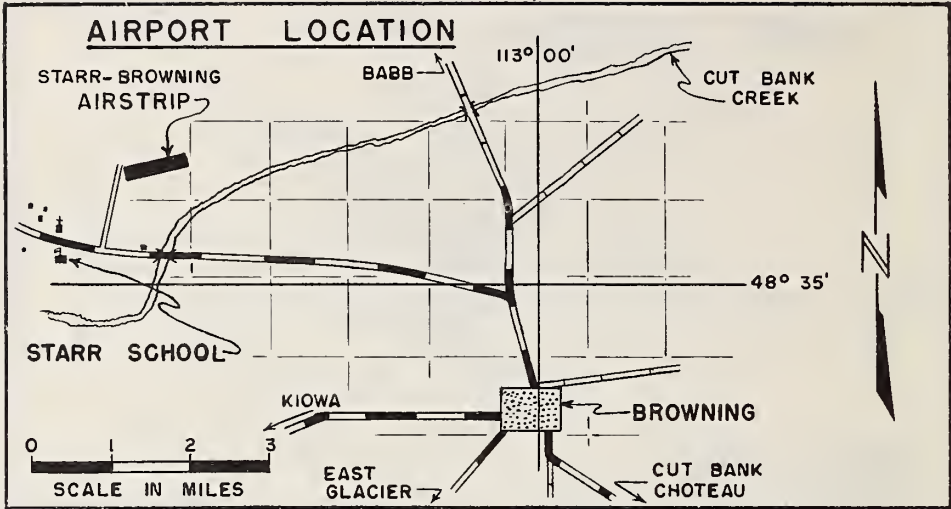 AIRPORT LOCATION
STARR-BROWNING
AIRSTRIP
BABB
113° 00'
CUT BANK
CREEK
N
48° 35'
STARR SCHOOL
KIOWA
BROWNING
0 1 2 3
SCALE IN MILES
EAST
GLACIER
CUT BANK
CHOTEAU